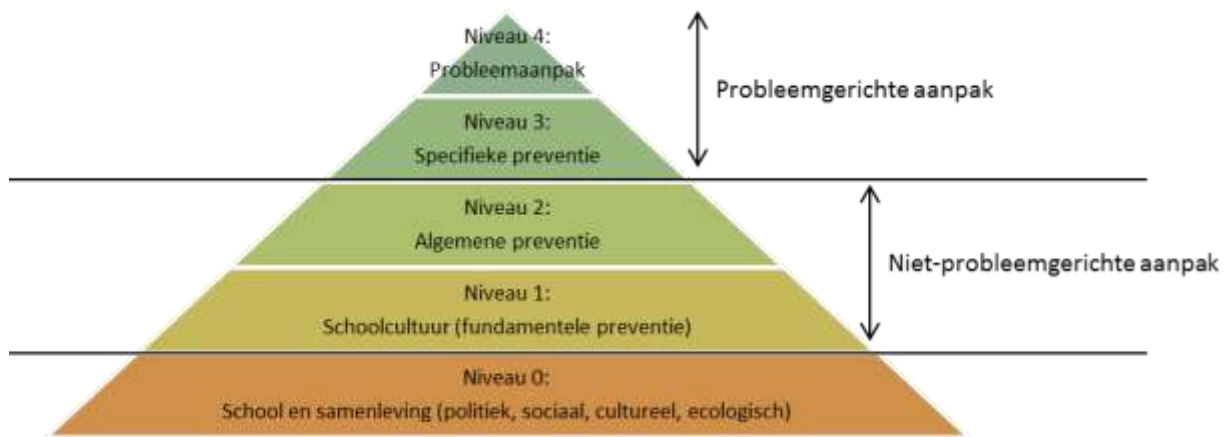 Niveau 4:
Probleemaanpak
Probleemgerichte aanpak
Niveau 3:
Specifieke preventie
Niveau 2:
Algemene preventie
Niet-probleemgerichte aanpak
Niveau 1:
Schoolcultuur (fundamentele preventie)
Niveau 0:
School en samenleving (politiek, sociaal, cultureel, ecologisch)